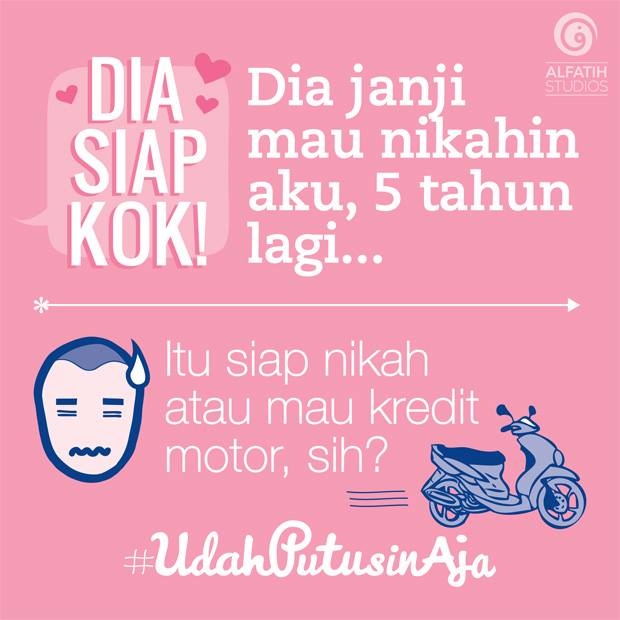 DIA
SIAP
KOK!
Dia janji
mau nikahin
aku, 5 tahun
lagi...
ALFATIH
STUDIOS
Itu siap nikah
atau mau kredit
motor, sih?
#UdahPutusinAja